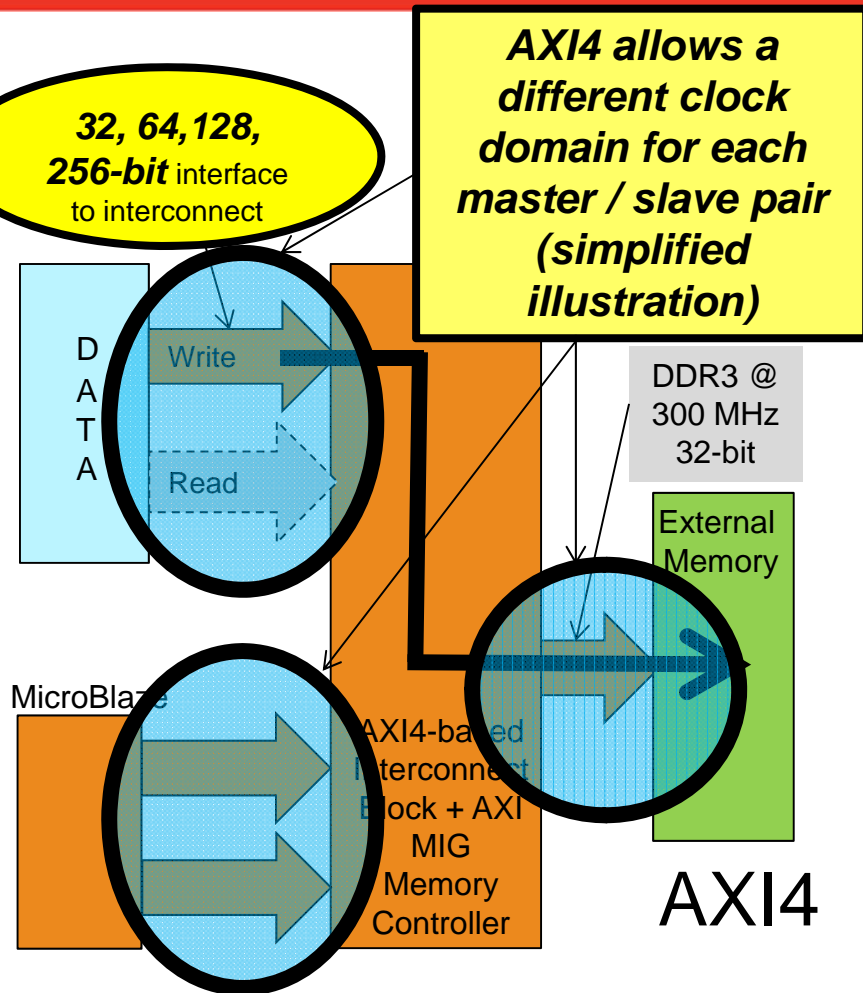 AXI4 allows a
different clock
domain for each
master / slave pair
(simplified
illustration)
32, 64,128,
256-bit interface
to interconnect
D
A
T
A
Write
Read
DDR3 @
300 MHz
32-bit
External
Memory
MicroBlaze
AXI4-based
Interconnect
Block + AXI
MIG
Memory
Controller
AXI4